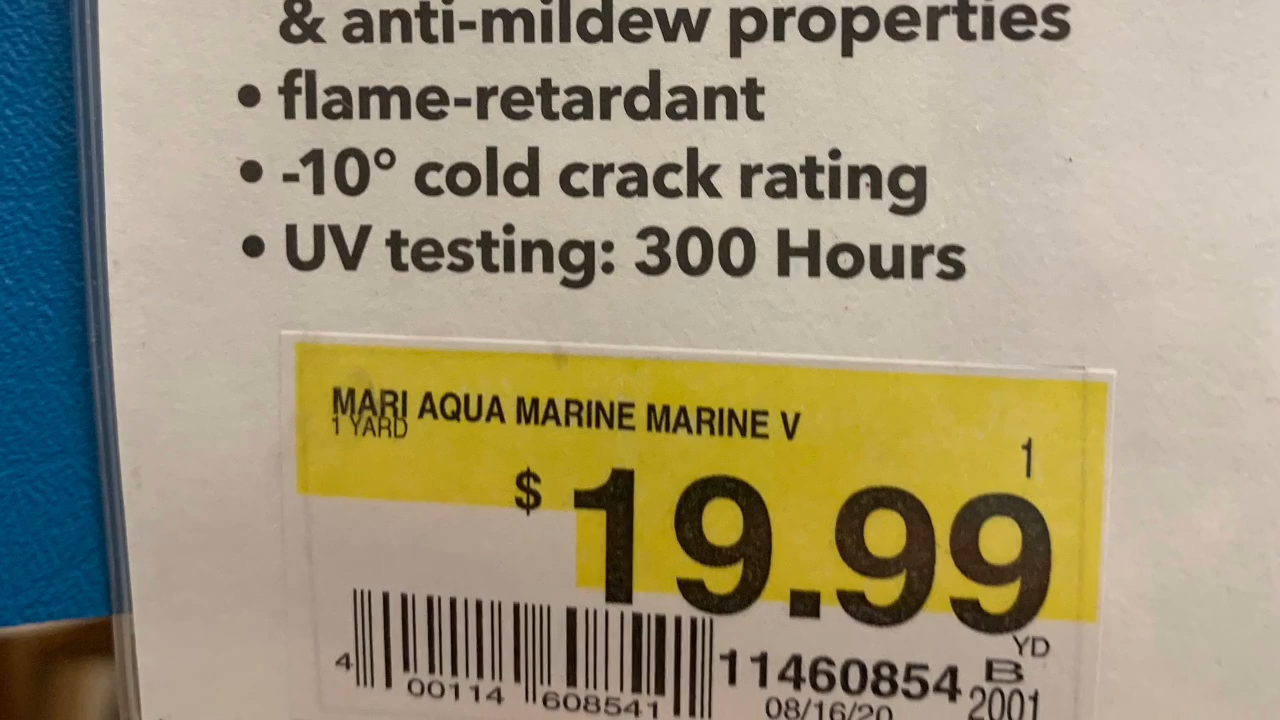 & anti-mildew properties
• flame-retardant
• -10° cold crack rating
• UV testing: 300 Hours
MARI AQUA MARINE MARINE V
1 YARD
1
$ 19.99
YD
4 00114 608541
11460854 B
08/16/20 2001